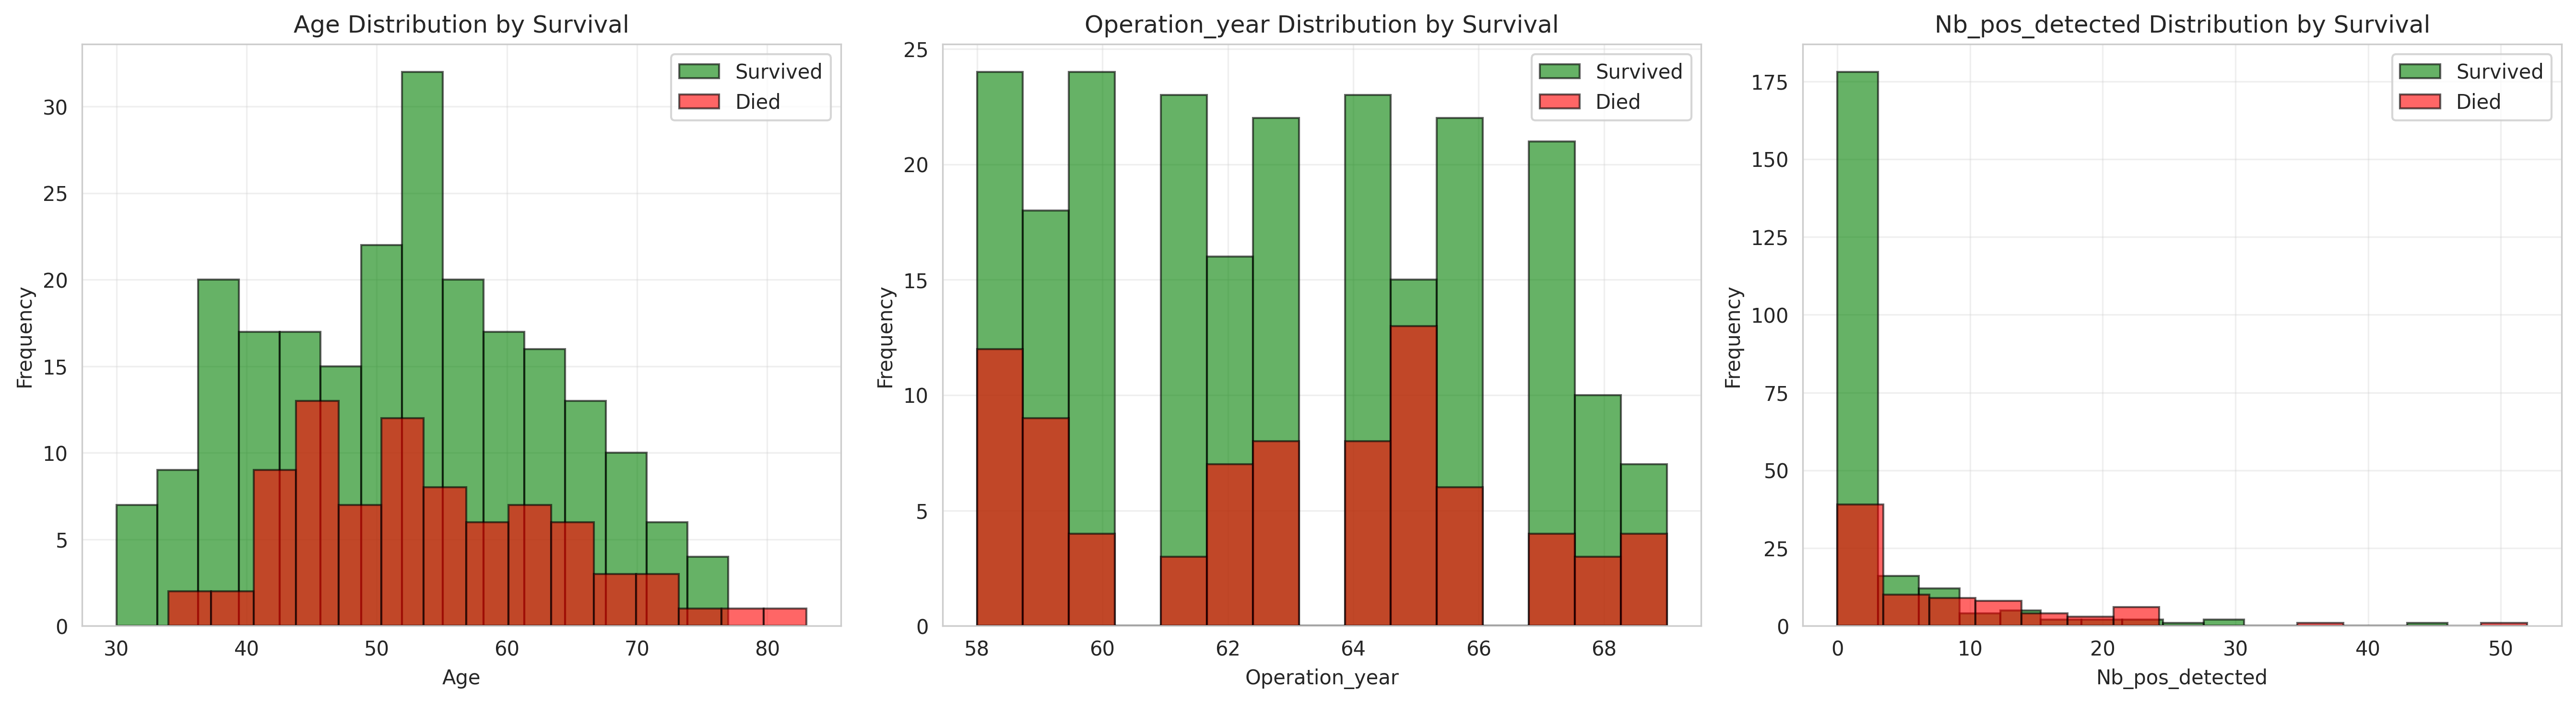 Age Distribution by Survival
Survived
Died
Frequency
30
25
20
15
10
5
0
30 40 50 60 70 80
Age
Operation_year Distribution by Survival
Survived
Died
Frequency
25
20
15
10
5
0
58 60 62 64 66 68
Operation_year
Nb_pos_detected Distribution by Survival
Survived
Died
Frequency
175
150
125
100
75
50
25
0
0 10 20 30 40 50
Nb_pos_detected